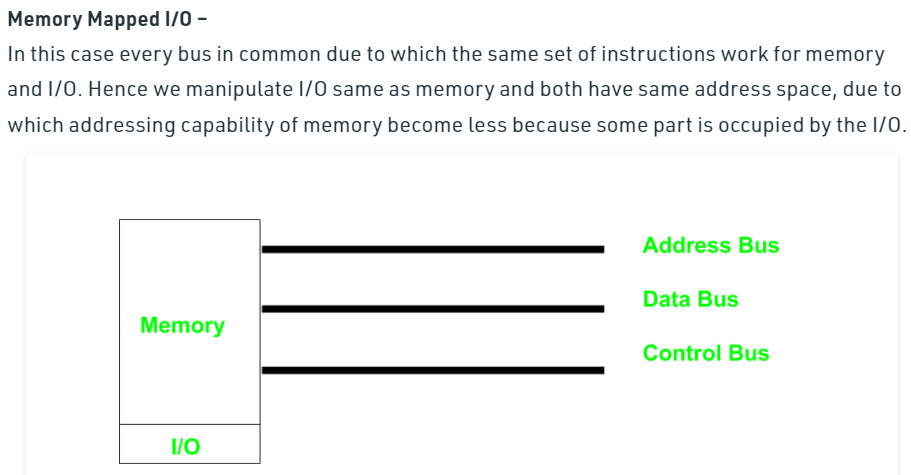 Memory Mapped I/O –
In this case every bus in common due to which the same set of instructions work for memory
and I/O. Hence we manipulate I/O same as memory and both have same address space, due to
which addressing capability of memory become less because some part is occupied by the I/O.
Address Bus
Data Bus
Memory
Control Bus
I/O